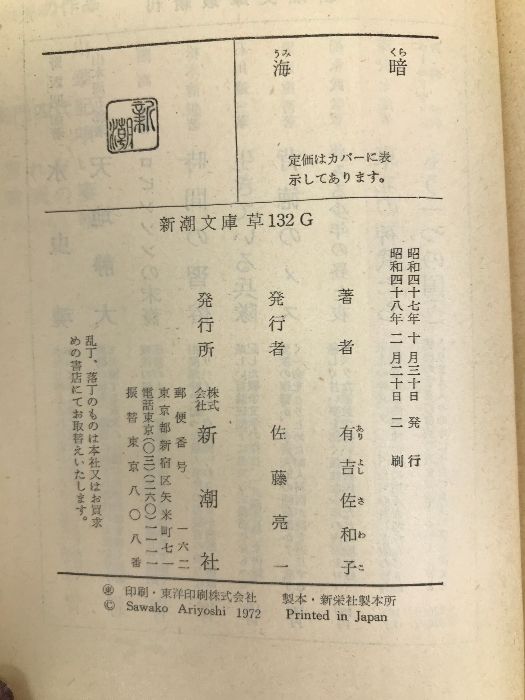 暗くら
海うみ
定価はカバーに表
示してあります。
新潮
新潮文庫 草132G
昭和四十七年 十月三十日 発行
昭和四十八年 二月二十日 二刷
著者 有吉佐和子
あり よし さ わ こ
発行者 佐藤亮一
発行所 株式会社 新潮社
郵便番号 一六二
東京都新宿区矢来町七一
電話東京(〇三)(二六〇)一一一一
振替東京八〇八番
乱丁、落丁のものは本社又はお買求
めの書店にてお取替えいたします。
印刷・東洋印刷株式会社 製本・新栄社製本所
© Sawako Ariyoshi 1972 Printed in Japan